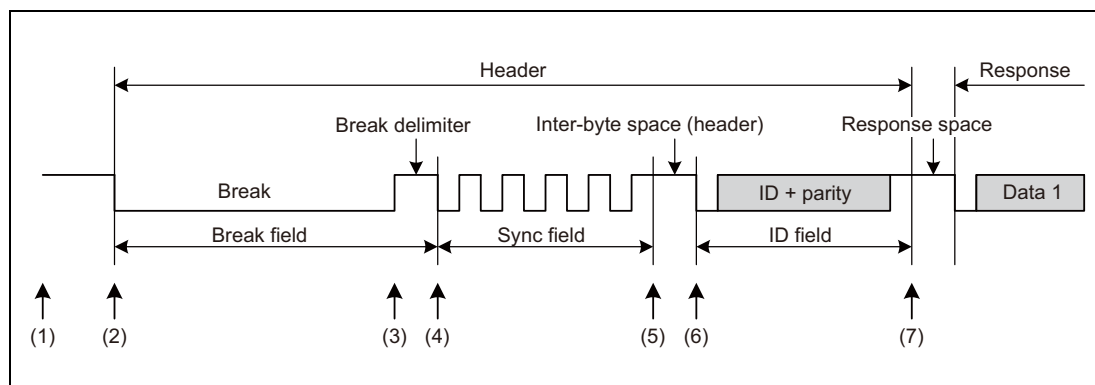 Header
Response
Break delimiter
Inter-byte space (header)
Response space
Break
ID + parity
Data 1
Break field
Sync field
ID field
(1)
(2)
(3)
(4)
(5)
(6)
(7)